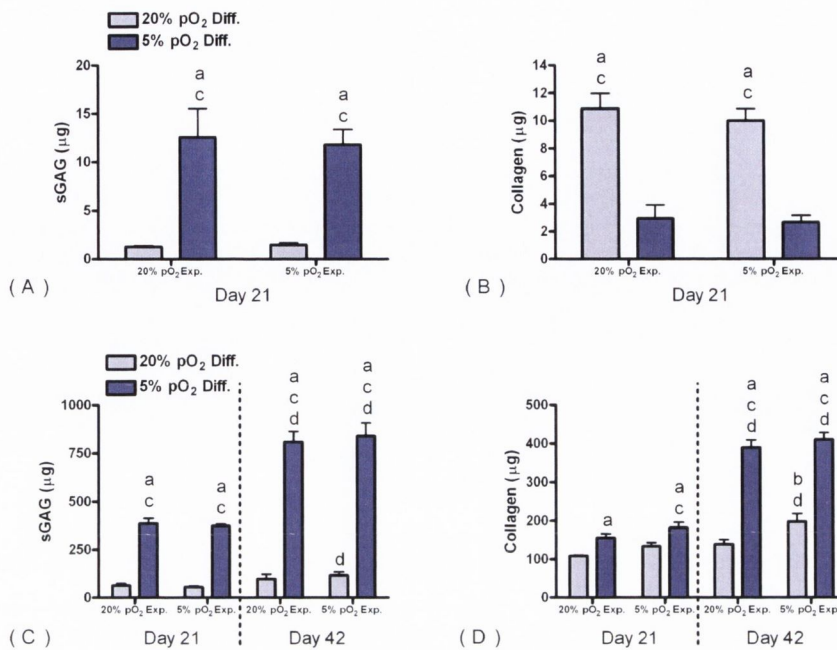 20% pO2 Diff.
5% pO2 Diff.
20
15
10
5
0
sGAG (μg)
a
c
a
c
20% pO2 Exp.
5% pO2 Exp.
(A)
Day 21
14
12
10
8
6
4
2
0
Collagen (μg)
a
c
a
c
20% pO2 Exp.
5% pO2 Exp.
(B)
Day 21
20% pO2 Diff.
5% pO2 Diff.
1000
750
500
250
0
sGAG (μg)
a
c
a
c
a
c
d
d
a
c
d
20% pO2 Exp.
5% pO2 Exp.
20% pO2 Exp.
5% pO2 Exp.
(C)
Day 21
Day 42
500
400
300
200
100
0
Collagen (μg)
a
a
c
a
c
d
b
d
a
c
d
20% pO2 Exp.
5% pO2 Exp.
20% pO2 Exp.
5% pO2 Exp.
(D)
Day 21
Day 42